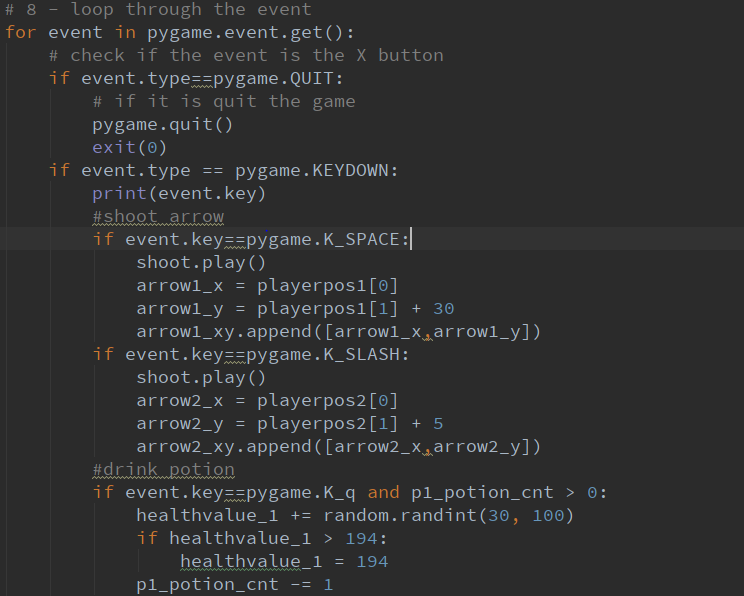 # 8 - loop through the event
for event in pygame.event.get():
    # check if the event is the X button
    if event.type==pygame.QUIT:
        # if it is quit the game
        pygame.quit()
        exit(0)
    if event.type == pygame.KEYDOWN:
        print(event.key)
        #shoot arrow
        if event.key==pygame.K_SPACE:
            shoot.play()
            arrow1_x = playerpos1[0]
            arrow1_y = playerpos1[1] + 30
            arrow1_xy.append([arrow1_x,arrow1_y])
        if event.key==pygame.K_SLASH:
            shoot.play()
            arrow2_x = playerpos2[0]
            arrow2_y = playerpos2[1] + 5
            arrow2_xy.append([arrow2_x,arrow2_y])
        #drink potion
        if event.key==pygame.K_q and p1_potion_cnt > 0:
            healthvalue_1 += random.randint(30, 100)
            if healthvalue_1 > 194:
                healthvalue_1 = 194
            p1_potion_cnt -= 1